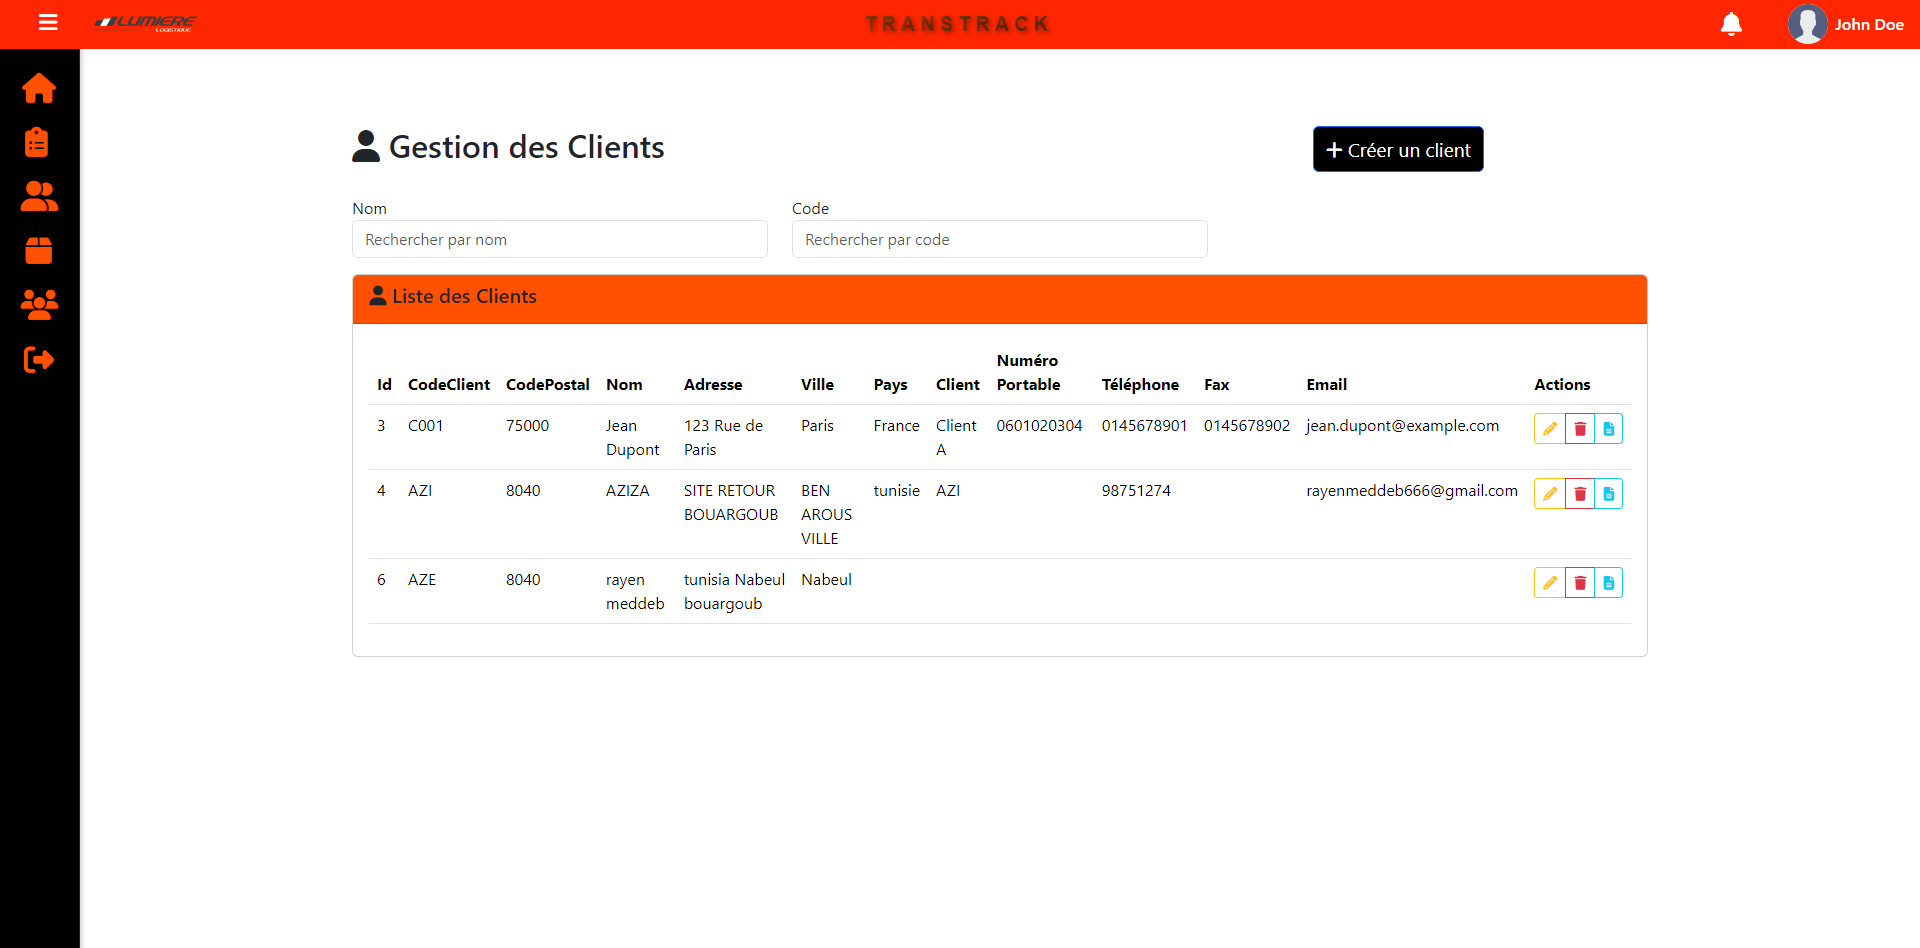 LUMIERE
LOGISTIQUE
TRANSTRACK
John Doe
Gestion des Clients
Créer un client
Nom
Code
Rechercher par nom
Rechercher par code
Liste des Clients
Id CodeClient CodePostal Nom Adresse Ville Pays Client Numéro Portable Téléphone Fax Email Actions
3 C001 75000 Jean Dupont 123 Rue de Paris Paris France Client A 0601020304 0145678901 0145678902 jean.dupont@example.com
4 AZI 8040 AZIZA SITE RETOUR BOUARGOUB BEN AROUS VILLE tunisie AZI 98751274 rayenmeddeb666@gmail.com
6 AZE 8040 rayen meddeb tunisia Nabeul bouargoub Nabeul